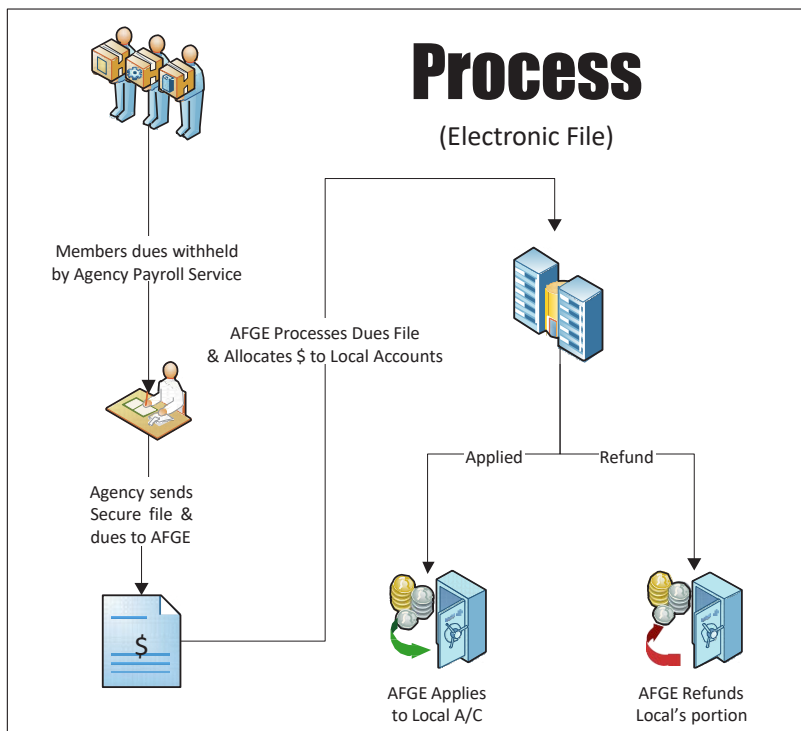 Process
(Electronic File)
Members dues withheld
by Agency Payroll Service
AFGE Processes Dues File
& Allocates $ to Local Accounts
Agency sends
Secure file &
dues to AFGE
$
Applied
Refund
AFGE Applies
to Local A/C
AFGE Refunds
Local's portion